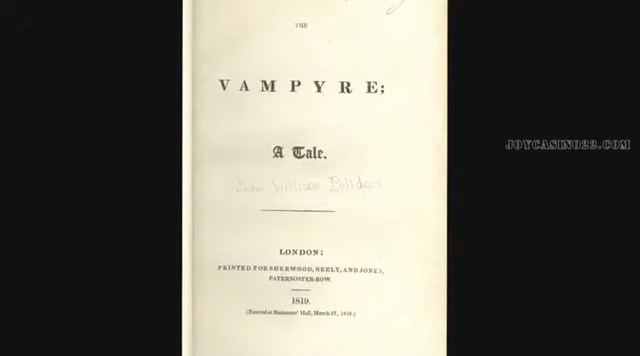 THE
VAMPYRE;
A Tale.
John William Polidori
LONDON:
PRINTED FOR SHERWOOD, NEELY, AND JONES,
PATERNOSTER-ROW.
1819.
[Entered at Stationers' Hall, March 27, 1819.]
JOYCASINO22.COM